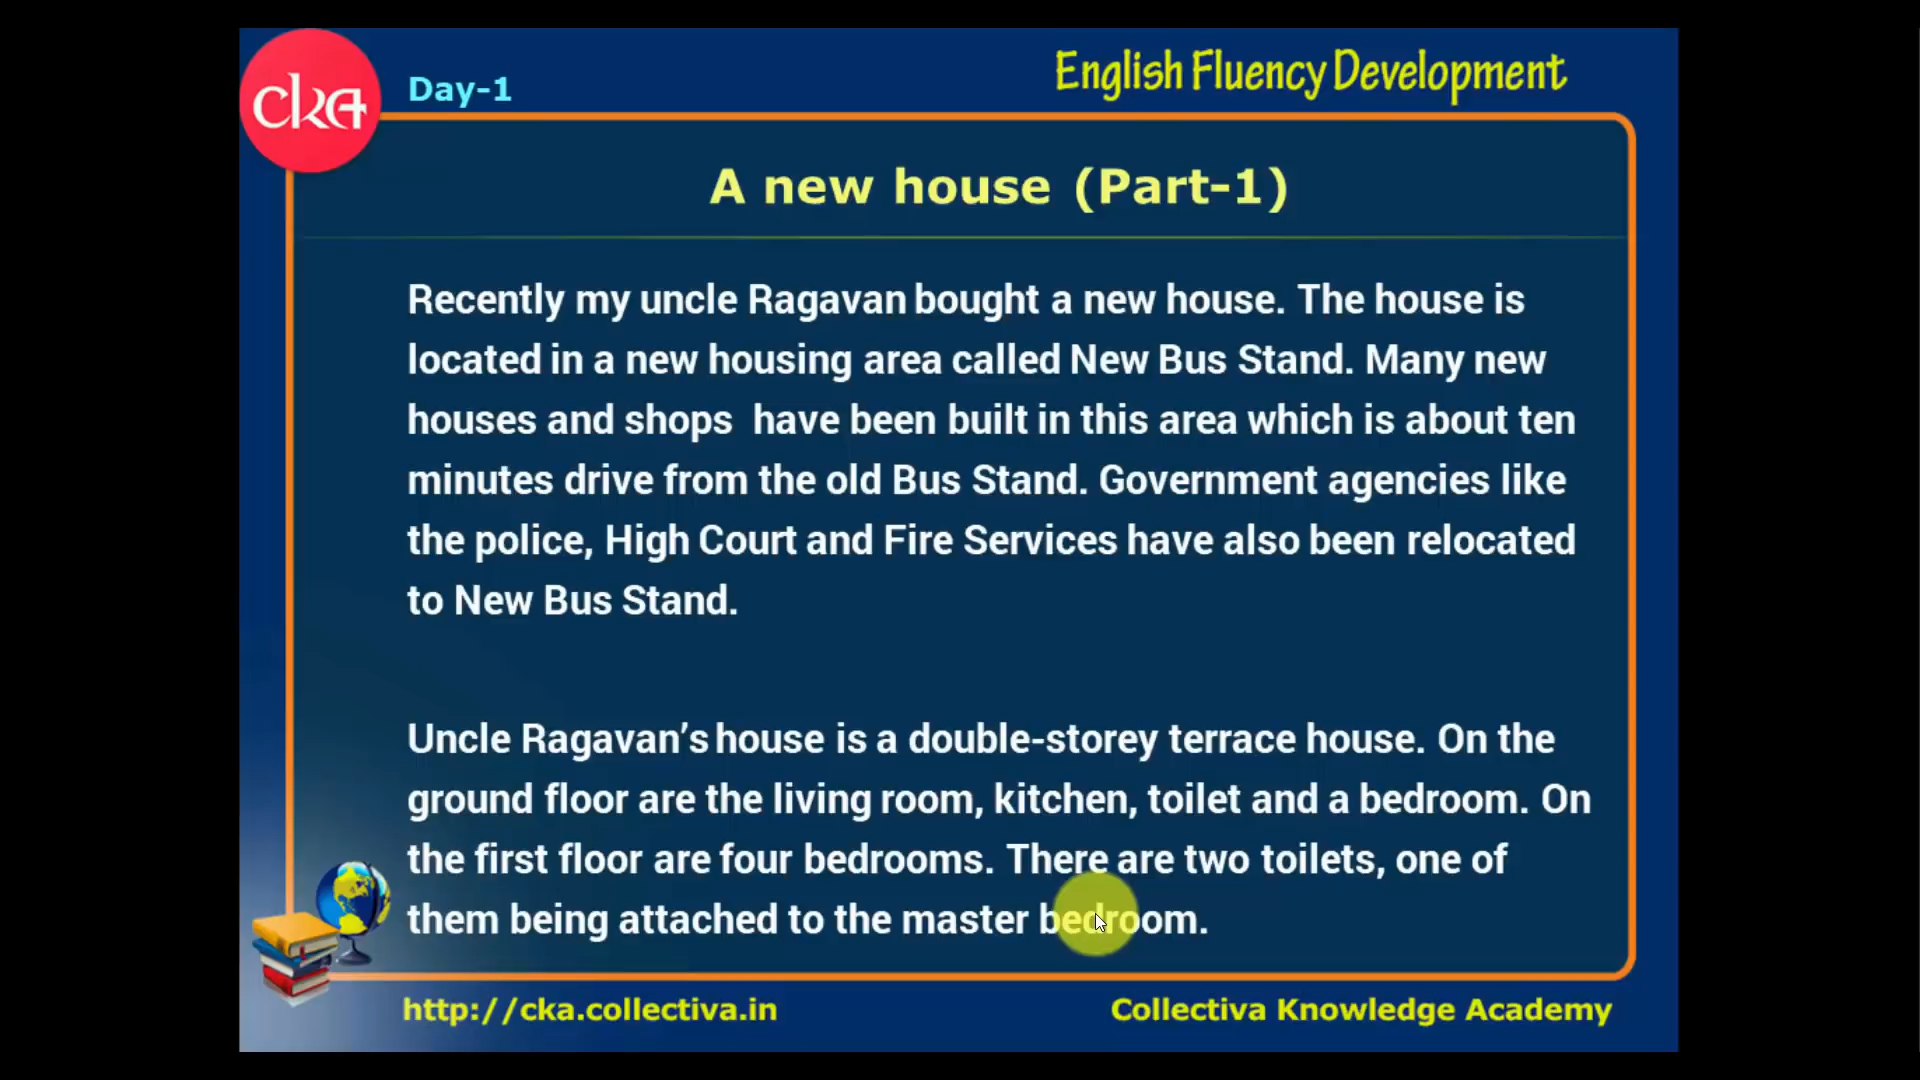 cka
Day-1
English Fluency Development
A new house (Part-1)
Recently my uncle Ragavan bought a new house. The house is
located in a new housing area called New Bus Stand. Many new
houses and shops  have been built in this area which is about ten
minutes drive from the old Bus Stand. Government agencies like
the police, High Court and Fire Services have also been relocated
to New Bus Stand.
Uncle Ragavan’s house is a double-storey terrace house. On the
ground floor are the living room, kitchen, toilet and a bedroom. On
the first floor are four bedrooms. There are two toilets, one of
them being attached to the master bedroom.
http://cka.collectiva.in
Collectiva Knowledge Academy